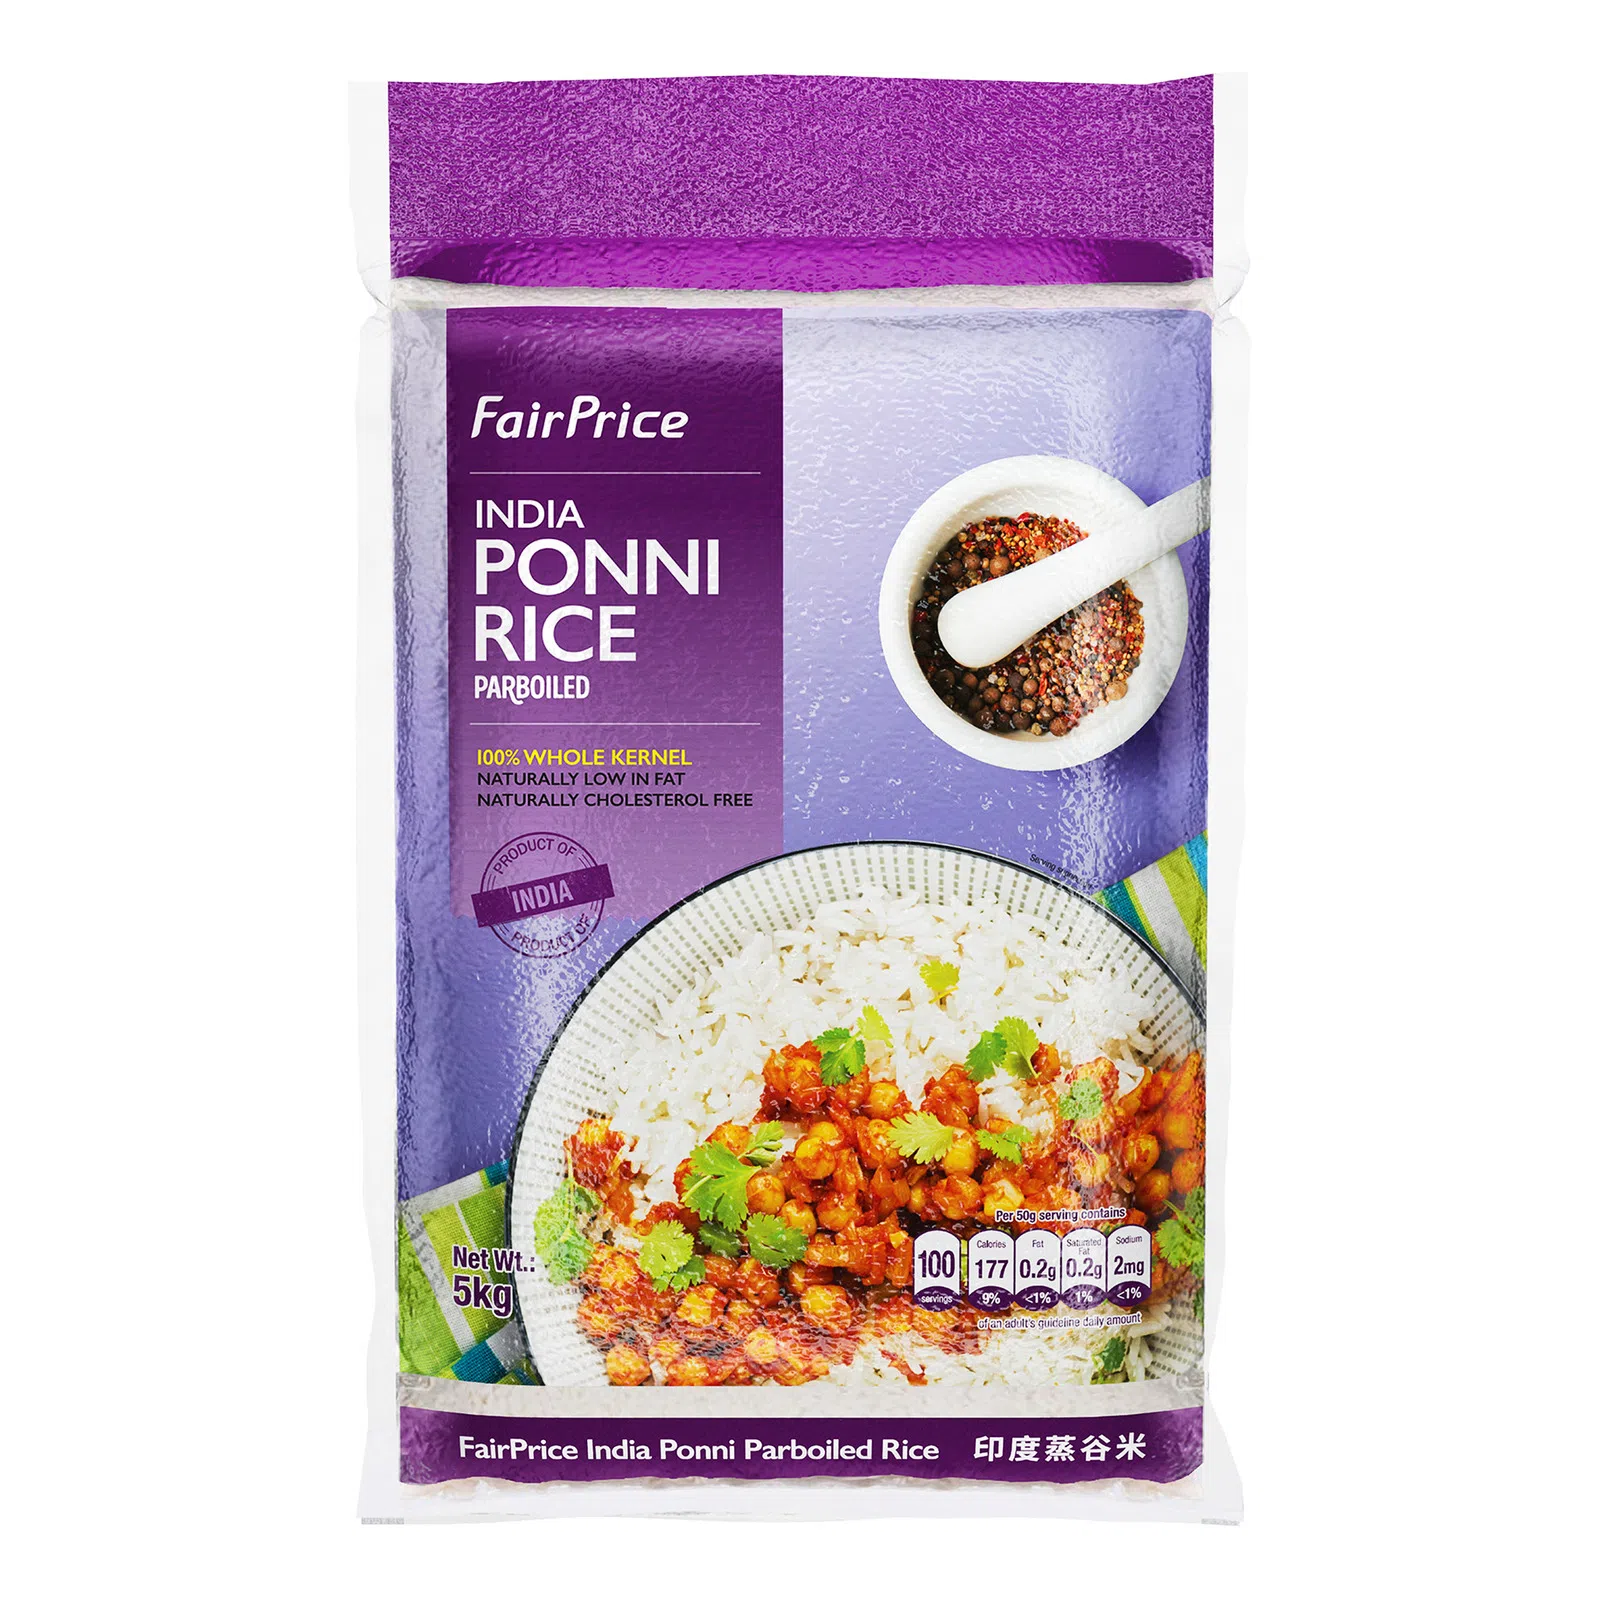 FairPrice
INDIA
PONNI
RICE
PARBOILED
100% WHOLE KERNEL
NATURALLY LOW IN FAT
NATURALLY CHOLESTEROL FREE
PRODUCT OF
INDIA
PRODUCT OF
Net Wt.:
5kg
Per 50g serving contains
100 servings
Calories 177 9%
Fat 0.2g <1%
Saturated Fat 0.2g 1%
Sodium 2mg <1%
of an adult's guideline daily amount
FairPrice India Ponni Parboiled Rice 印度蒸谷米